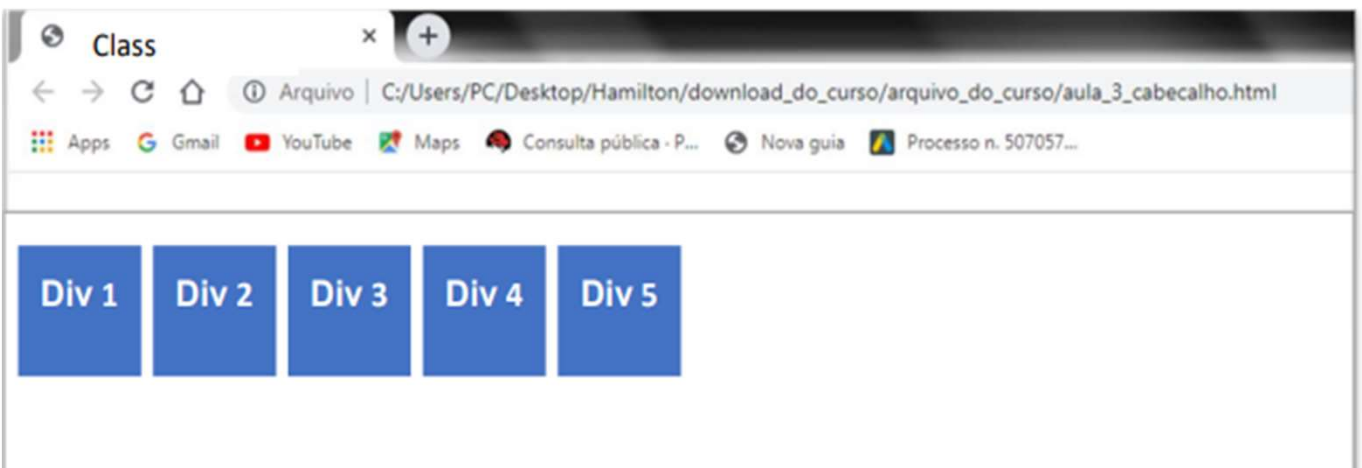 Class
Arquivo | C:/Users/PC/Desktop/Hamilton/download_do_curso/arquivo_do_curso/aula_3_cabecalho.html
Apps Gmail YouTube Maps Consulta pública - P... Nova guia Processo n. 507057...
Div 1 Div 2 Div 3 Div 4 Div 5